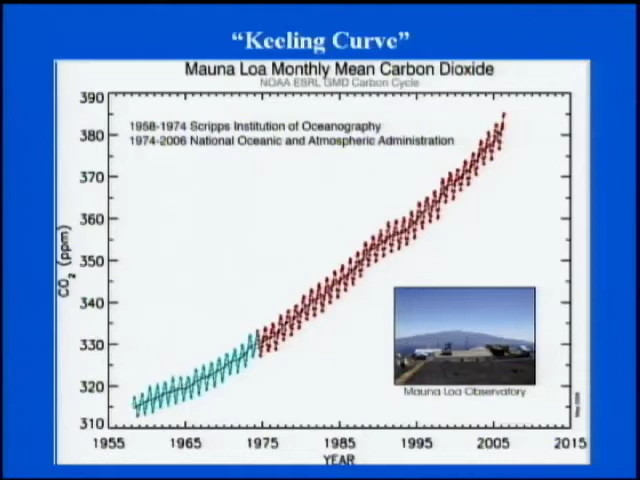 “Keeling Curve”
Mauna Loa Monthly Mean Carbon Dioxide
NOAA ESRL GMD Carbon Cycle
1958-1974 Scripps Institution of Oceanography
1974-2006 National Oceanic and Atmospheric Administration
390
380
370
360
350
340
330
320
310
CO₂ (ppm)
Mauna Loa Observatory
1955 1965 1975 1985 1995 2005 2015
YEAR